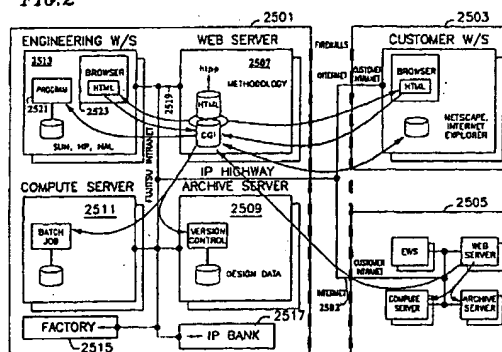 FIG.2
2501
2503
ENGINEERING W/S
WEB SERVER
FIREWALLS
CUSTOMER W/S
2513
BROWSER
HTML
PROGRAM
2521
2523
SUN, HP, HAL
2519
2507
METHODOLOGY
HTML
CGI
INTERNET
CUSTOMER INTRANET
BROWSER
HTML
NETSCAPE, INTERNET EXPLORER
FUJITSU INTRANET
IP HIGHWAY
COMPUTE SERVER
ARCHIVE SERVER
2505
2511
BATCH JOB
2509
VERSION CONTROL
DESIGN DATA
EWS
WEB SERVER
CUSTOMER INTRANET
COMPUTE SERVER
ARCHIVE SERVER
INTERNET
FACTORY
2515
IP BANK
2517